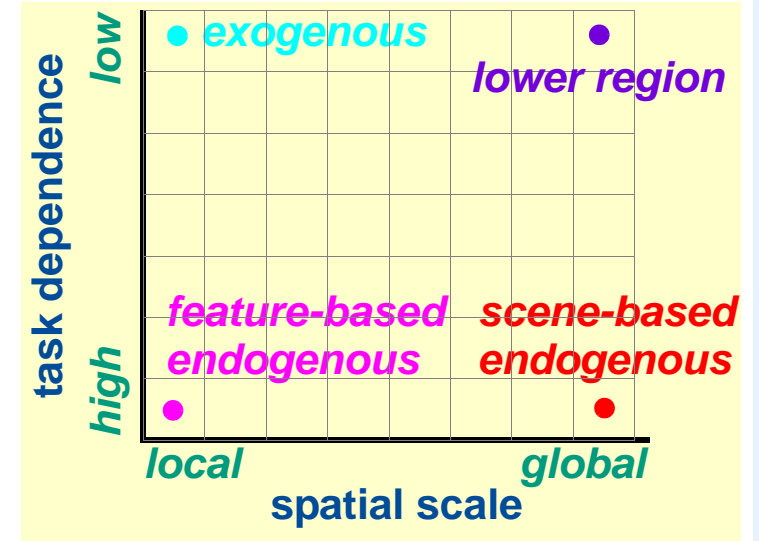 low
exogenous
lower region
task dependence
feature-based
endogenous
scene-based
endogenous
high
local
global
spatial scale